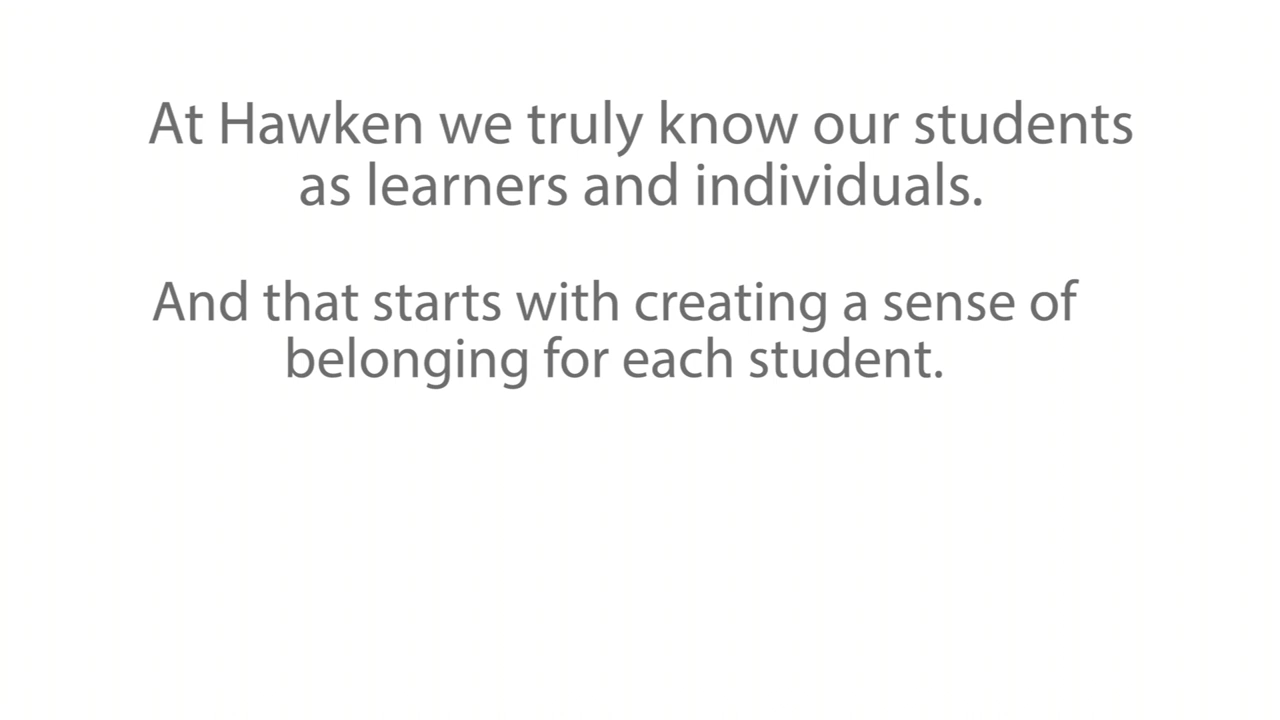 At Hawken we truly know our students
as learners and individuals.
And that starts with creating a sense of
belonging for each student.